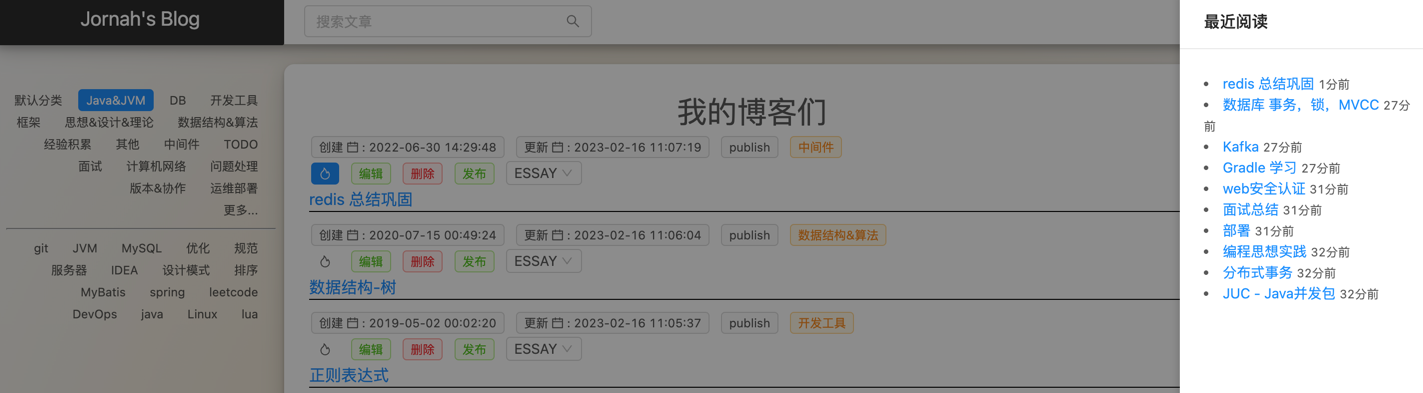 Jornah's Blog
搜索文章
默认分类 Java&JVM DB 开发工具
框架 思想&设计&理论 数据结构&算法
经验积累 其他 中间件 TODO
面试 计算机网络 问题处理
版本&协作 运维部署
更多...
git JVM MySQL 优化 规范
服务器 IDEA 设计模式 排序
MyBatis spring leetcode
DevOps java Linux lua
我的博客们
创建 : 2022-06-30 14:29:48 更新 : 2023-02-16 11:07:19 publish 中间件
编辑 删除 发布 ESSAY
redis 总结巩固
创建 : 2020-07-15 00:49:24 更新 : 2023-02-16 11:06:04 publish 数据结构&算法
编辑 删除 发布 ESSAY
数据结构-树
创建 : 2019-05-02 00:02:20 更新 : 2023-02-16 11:05:37 publish 开发工具
编辑 删除 发布 ESSAY
正则表达式
最近阅读
• redis 总结巩固 1分前
• 数据库 事务，锁，MVCC 27分
前
• Kafka 27分前
• Gradle 学习 27分前
• web安全认证 31分前
• 面试总结 31分前
• 部署 31分前
• 编程思想实践 32分前
• 分布式事务 32分前
• JUC - Java并发包 32分前